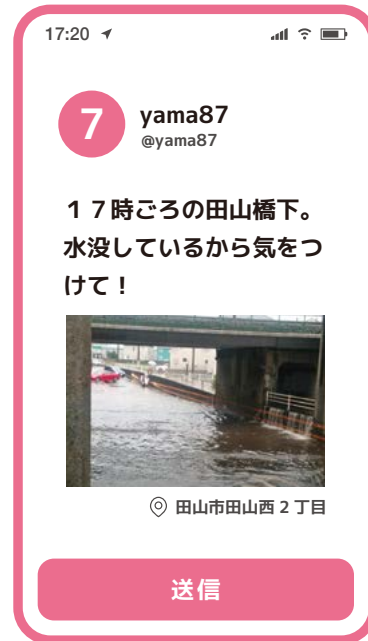 17:20
7
yama87
@yama87
17時ごろの田山橋下。
水没しているから気をつ
けて！
田山市田山西2丁目
送信